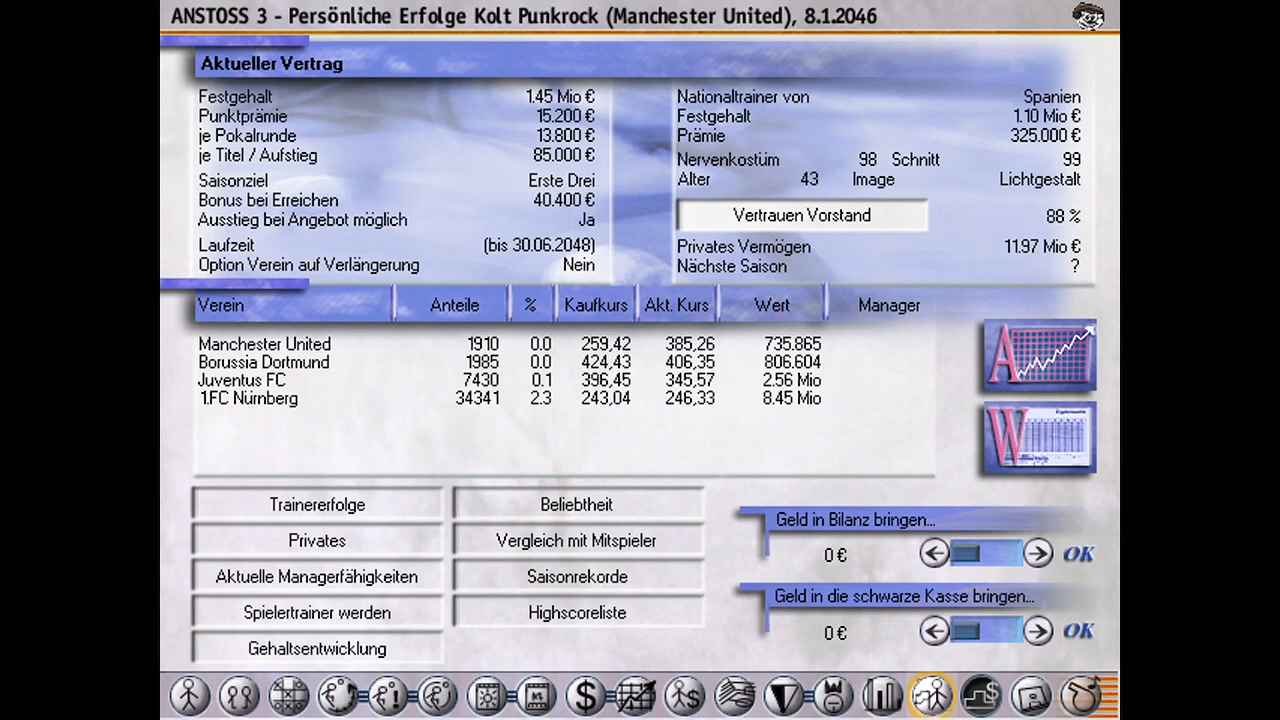 ANSTOSS 3 - Persönliche Erfolge Kolt Punkrock (Manchester United), 8.1.2046
Aktueller Vertrag
Festgehalt 1.45 Mio €
Punktprämie 15.200 €
je Pokalrunde 13.800 €
je Titel / Aufstieg 85.000 €
Saisonziel Erste Drei
Bonus bei Erreichen 40.400 €
Ausstieg bei Angebot möglich Ja
Laufzeit (bis 30.06.2048)
Option Verein auf Verlängerung Nein
Nationaltrainer von Spanien
Festgehalt 1.10 Mio €
Prämie 325.000 €
Nervenkostüm 98 Schnitt 99
Alter 43 Image Lichtgestalt
Vertrauen Vorstand 88 %
Privates Vermögen 11.97 Mio €
Nächste Saison ?
Verein Anteile % Kaufkurs Akt. Kurs Wert Manager
Manchester United 1910 0.0 259,42 385,26 735.865
Borussia Dortmund 1985 0.0 424,43 406,35 806.604
Juventus FC 7430 0.1 396,45 345,57 2.56 Mio
1.FC Nürnberg 34341 2.3 243,04 246,33 8.45 Mio
A
W
Trainererfolge
Privates
Aktuelle Managerfähigkeiten
Spielertrainer werden
Gehaltsentwicklung
Beliebtheit
Vergleich mit Mitspieler
Saisonrekorde
Highscoreliste
Geld in Bilanz bringen...
0 € OK
Geld in die schwarze Kasse bringen...
0 € OK